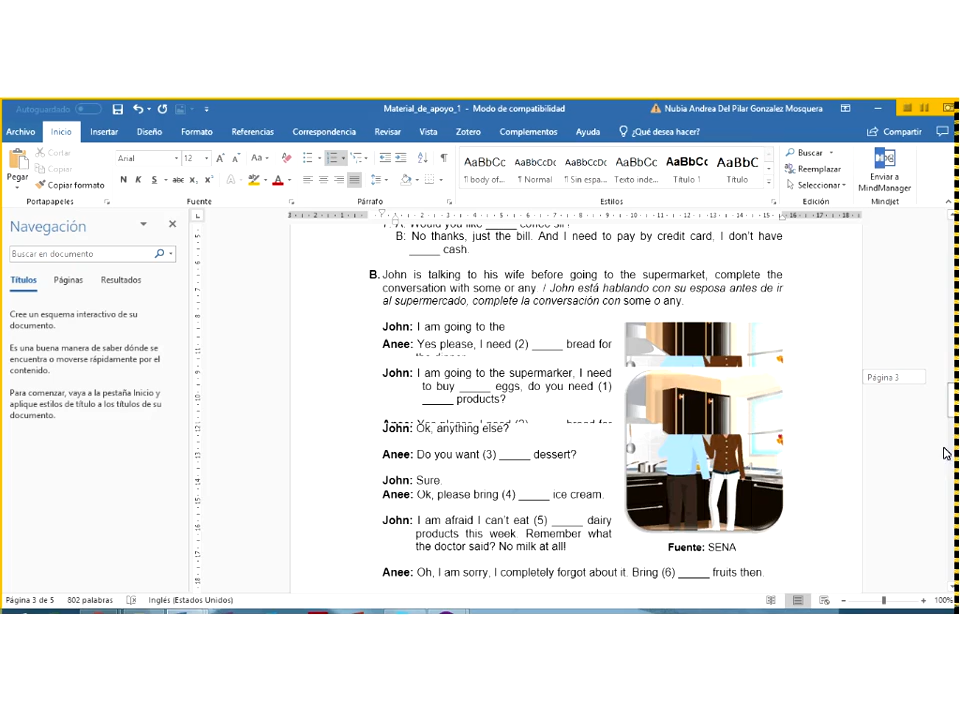 Autoguardado
Material_de_apoyo_1 - Modo de compatibilidad
Nubia Andrea Del Pilar Gonzalez Mosquera
Archivo Inicio Insertar Diseño Formato Referencias Correspondencia Revisar Vista Zotero Complementos Ayuda ¿Qué desea hacer? Compartir
Pegar
Cortar
Copiar
Copiar formato
Portapapeles
Arial 12
N K S abc x x
Fuente
Párrafo
AaBbCc AaBbCcDc AaBbCcDc AaBbCc AaBbCc AaBbC
¶ body of... ¶ Normal ¶ Sin espa... Texto inde... Título 1 Título
Estilos
Buscar
Reemplazar
Seleccionar
Edición
Enviar a
MindManager
Mindjet
Navegación
Buscar en documento
Títulos Páginas Resultados
Cree un esquema interactivo de su
documento.
Es una buena manera de saber dónde se
encuentra o moverse rápidamente por el
contenido.
Para comenzar, vaya a la pestaña Inicio y
aplique estilos de título a los títulos de su
documento.
B: No thanks, just the bill. And I need to pay by credit card, I don't have
_____ cash.
B. John is talking to his wife before going to the supermarket, complete the
conversation with some or any. / John está hablando con su esposa antes de ir
al supermercado, complete la conversación con some o any.
John: I am going to the
Anee: Yes please, I need (2) _____ bread for
John: I am going to the supermarket, I need
to buy _____ eggs, do you need (1)
_____ products?
John: Ok, anything else?
Anee: Do you want (3) _____ dessert?
John: Sure.
Anee: Ok, please bring (4) _____ ice cream.
John: I am afraid I can't eat (5) _____ dairy
products this week. Remember what
the doctor said? No milk at all!
Fuente: SENA
Anee: Oh, I am sorry, I completely forgot about it. Bring (6) _____ fruits then.
Página 3
Página 3 de 5 802 palabras Inglés (Estados Unidos) 100%